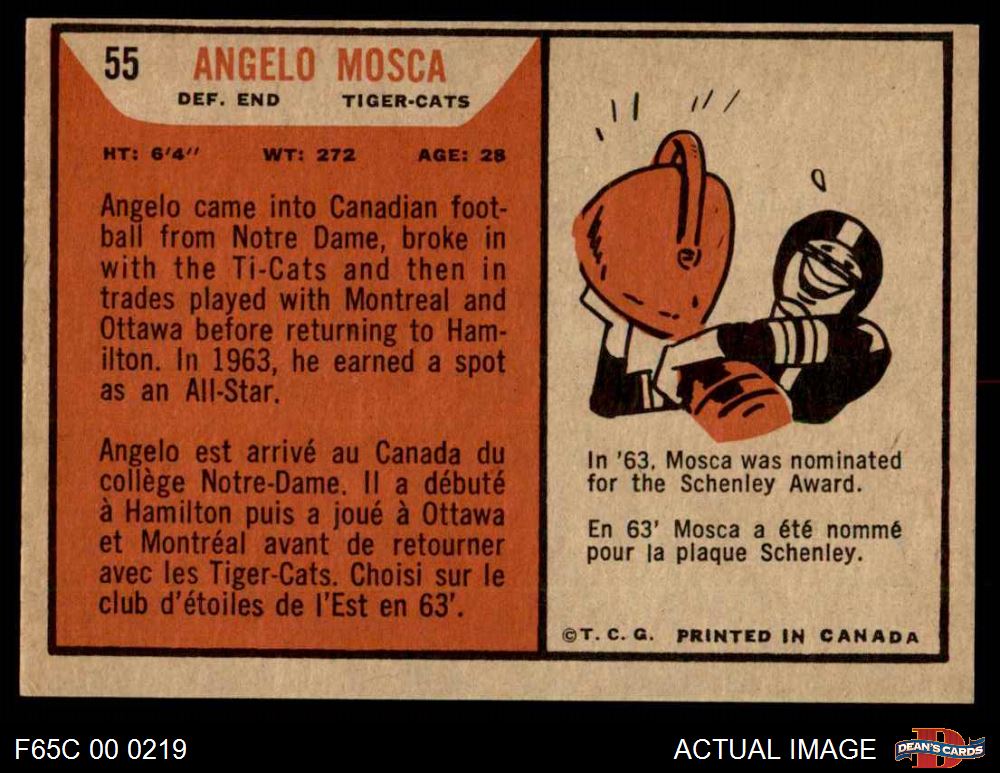 55 ANGELO MOSCA
DEF. END TIGER-CATS
HT: 6'4" WT: 272 AGE: 28
Angelo came into Canadian foot-
ball from Notre Dame, broke in
with the Ti-Cats and then in
trades played with Montreal and
Ottawa before returning to Ham-
ilton. In 1963, he earned a spot
as an All-Star.
Angelo est arrivé au Canada du
collège Notre-Dame. Il a débuté
à Hamilton puis a joué à Ottawa
et Montréal avant de retourner
avec les Tiger-Cats. Choisi sur le
club d'étoiles de l'Est en 63'.
In '63, Mosca was nominated
for the Schenley Award.
En 63' Mosca a été nommé
pour la plaque Schenley.
©T. C. G. PRINTED IN CANADA
F65C 00 0219
ACTUAL IMAGE
D
DEAN'S CARDS